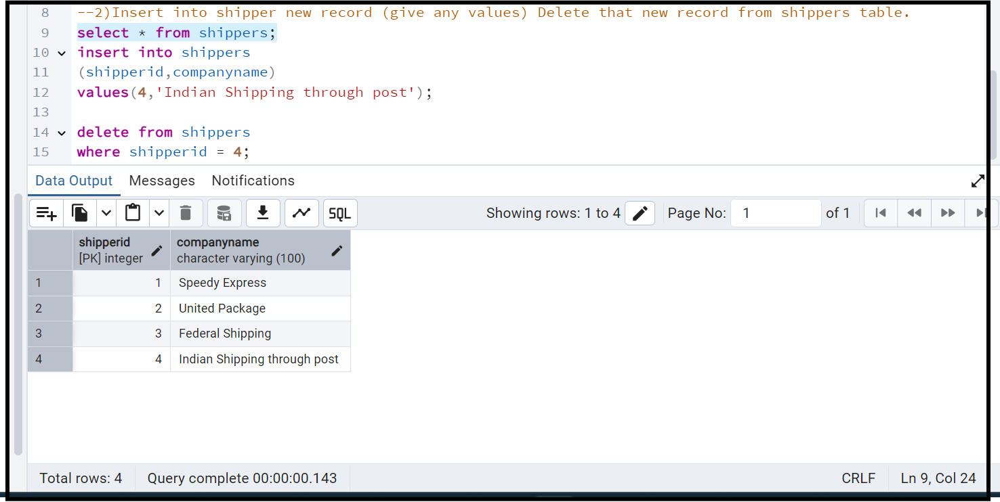 8 --2)Insert into shipper new record (give any values) Delete that new record from shippers table.
9 select * from shippers;
10 insert into shippers
11 (shipperid,companyname)
12 values(4,'Indian Shipping through post');
13
14 delete from shippers
15 where shipperid = 4;
Data Output Messages Notifications
SQL Showing rows: 1 to 4 Page No: 1 of 1
shipperid companyname
[PK] integer character varying (100)
1 1 Speedy Express
2 2 United Package
3 3 Federal Shipping
4 4 Indian Shipping through post
Total rows: 4 Query complete 00:00:00.143 CRLF Ln 9, Col 24